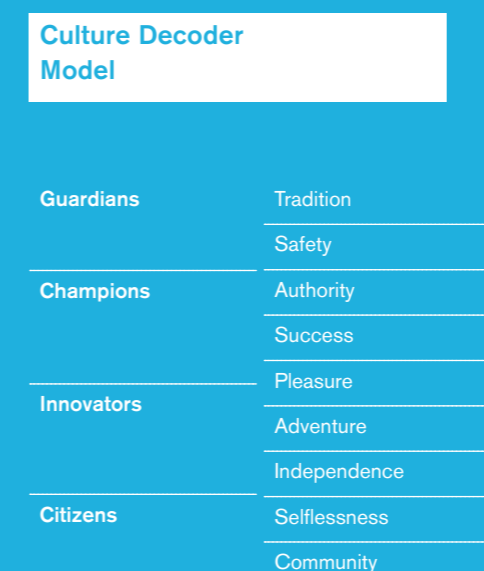 Culture Decoder
Model
Guardians
Tradition
Safety
Champions
Authority
Success
Pleasure
Innovators
Adventure
Independence
Citizens
Selflessness
Community